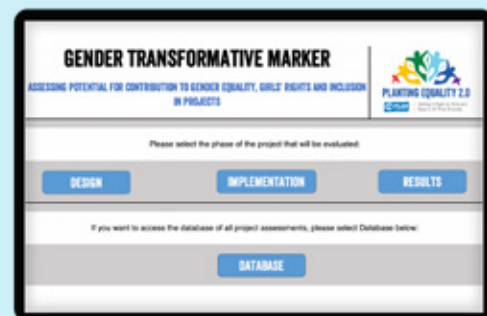 GENDER TRANSFORMATIVE MARKER
ASSESSING POTENTIAL FOR CONTRIBUTION TO GENDER EQUALITY, GIRLS' RIGHTS AND INCLUSION
IN PROJECTS
PLANTING EQUALITY 2.0
Please select the phase of the project that will be evaluated:
DESIGN
IMPLEMENTATION
RESULTS
If you want to access the database of all project assessments, please select Database below:
DATABASE